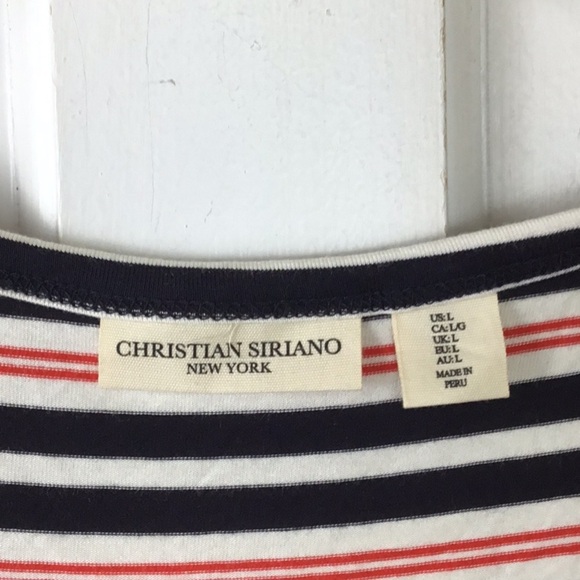 CHRISTIAN SIRIANO
NEW YORK
US: L
CA: L/G
UK: L
EU: L
AU: L
MADE IN
PERU